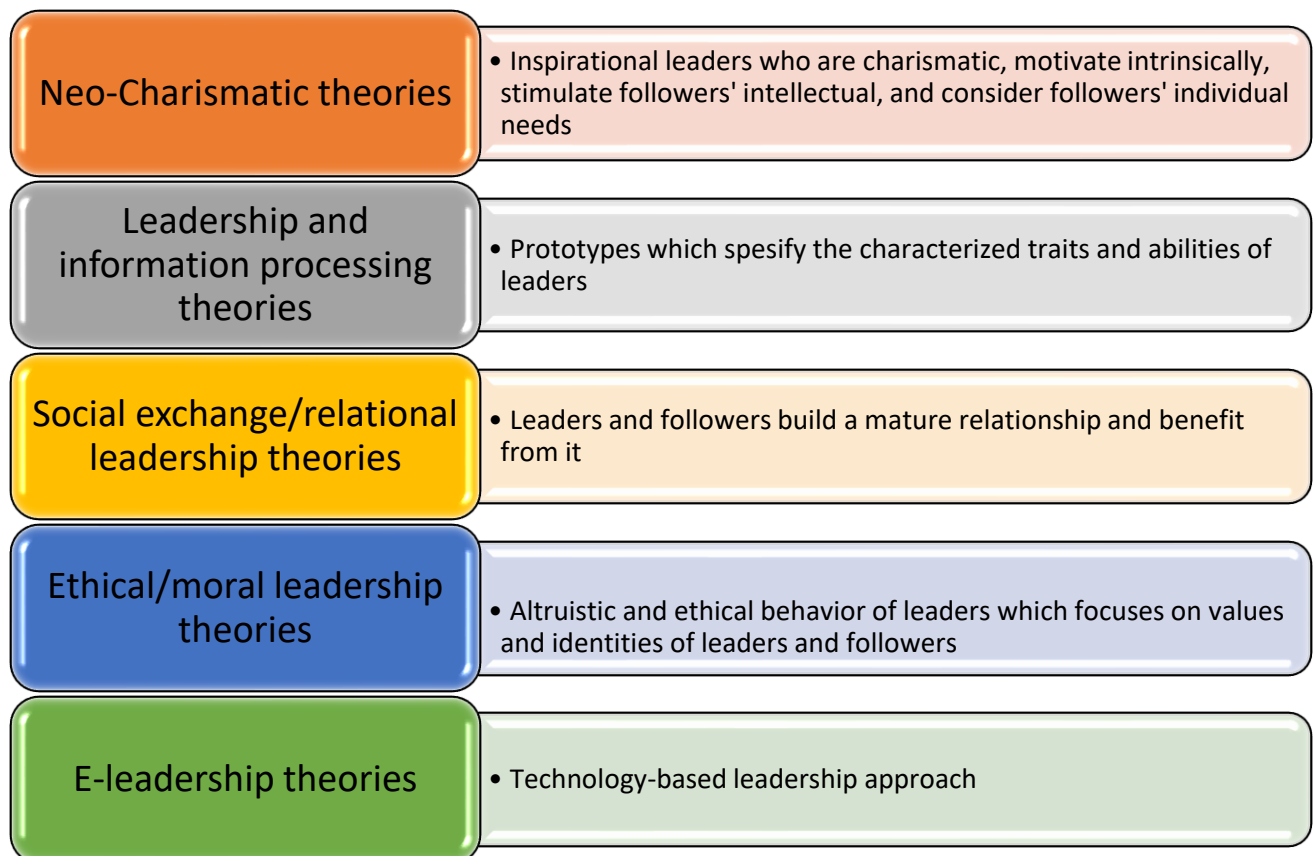 Neo-Charismatic theories
• Inspirational leaders who are charismatic, motivate intrinsically,
stimulate followers' intellectual, and consider followers' individual
needs
Leadership and
information processing
theories
• Prototypes which spesify the characterized traits and abilities of
leaders
Social exchange/relational
leadership theories
• Leaders and followers build a mature relationship and benefit
from it
Ethical/moral leadership
theories
• Altruistic and ethical behavior of leaders which focuses on values
and identities of leaders and followers
E-leadership theories
• Technology-based leadership approach